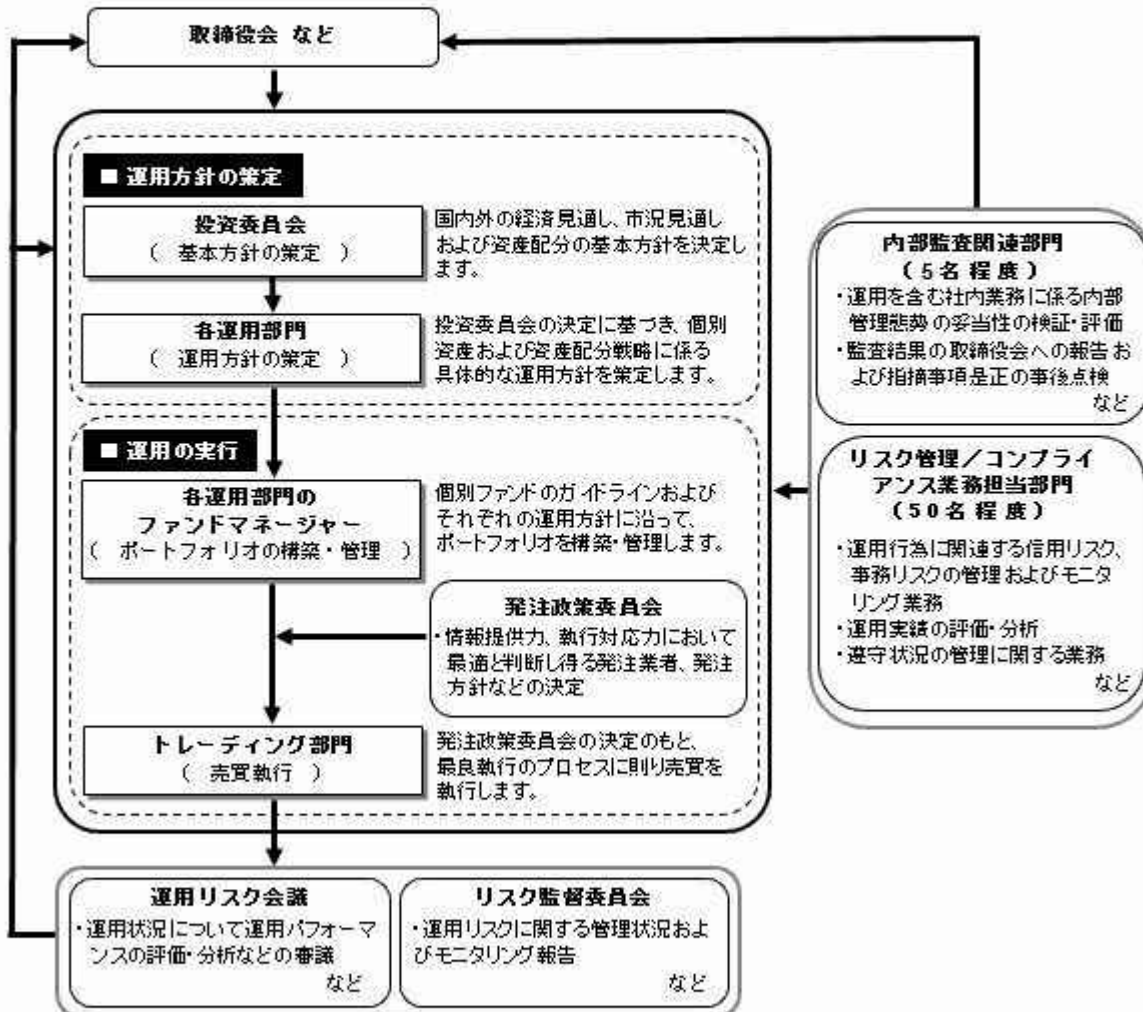 取締役会 など
■ 運用方針の策定
投資委員会
( 基本方針の策定 )
国内外の経済見通し、市況見通し
および資産配分の基本方針を決定し
ます。
各運用部門
( 運用方針の策定 )
投資委員会の決定に基づき、個別
資産および資産配分戦略に係る
具体的な運用方針を策定します。
■ 運用の実行
各運用部門の
ファンドマネージャー
( ポートフォリオの構築・管理 )
個別ファンドのガイドラインおよび
それぞれの運用方針に沿って、
ポートフォリオを構築・管理します。
発注政策委員会
・情報提供力、執行対応力において
最適と判断し得る発注業者、発注
方針などの決定
トレーディング部門
( 売買執行 )
発注政策委員会の決定のもと、
最良執行のプロセスに則り売買を
執行します。
内部監査関連部門
(5名程度)
・運用を含む社内業務に係る内部
管理態勢の妥当性の検証・評価
・監査結果の取締役会への報告お
よび指摘事項是正の事後点検
など
リスク管理／コンプライ
アンス業務担当部門
(50名程度)
・運用行為に関連する信用リスク、
事務リスクの管理およびモニタ
リング業務
・運用実績の評価・分析
・遵守状況の管理に関する業務
など
運用リスク会議
・運用状況について運用パフォーマ
ンスの評価・分析などの審議
など
リスク監督委員会
・運用リスクに関する管理状況およ
びモニタリング報告
など